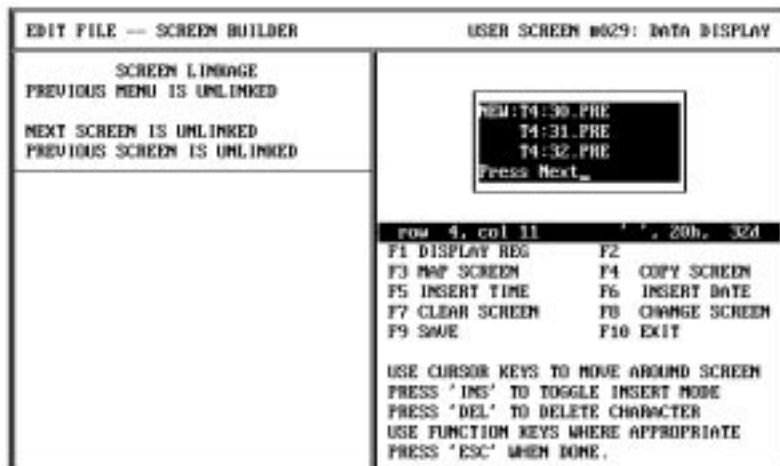 EDIT FILE -- SCREEN BUILDER
USER SCREEN #029: DATA DISPLAY
SCREEN LINKAGE
PREVIOUS MENU IS UNLINKED
NEXT SCREEN IS UNLINKED
PREVIOUS SCREEN IS UNLINKED
NEW:T4:30.PRE
T4:31.PRE
T4:32.PRE
Press Next_
row 4, col 11 ' ', 20h, 32d
F1 DISPLAY REG F2
F3 MAP SCREEN F4 COPY SCREEN
F5 INSERT TIME F6 INSERT DATE
F7 CLEAR SCREEN F8 CHANGE SCREEN
F9 SAVE F10 EXIT
USE CURSOR KEYS TO MOVE AROUND SCREEN
PRESS 'INS' TO TOGGLE INSERT MODE
PRESS 'DEL' TO DELETE CHARACTER
USE FUNCTION KEYS WHERE APPROPRIATE
PRESS 'ESC' WHEN DONE.